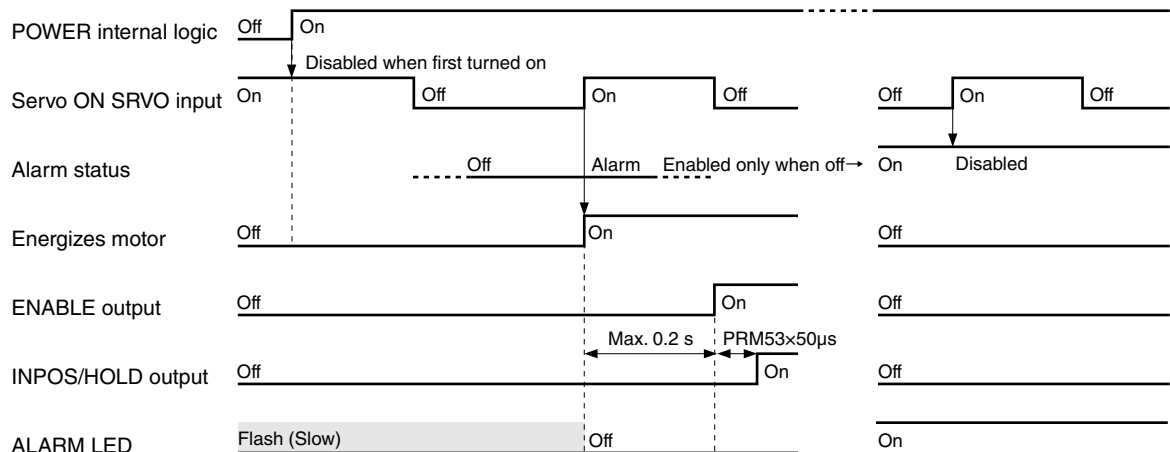 POWER internal logic Off On
Disabled when first turned on
Servo ON SRVO input On Off On Off Off On Off
Alarm status Off Alarm Enabled only when off→ On Disabled
Energizes motor Off On Off
ENABLE output Off On Off
Max. 0.2 s PRM53×50μs
INPOS/HOLD output Off On Off
ALARM LED Flash (Slow) Off On